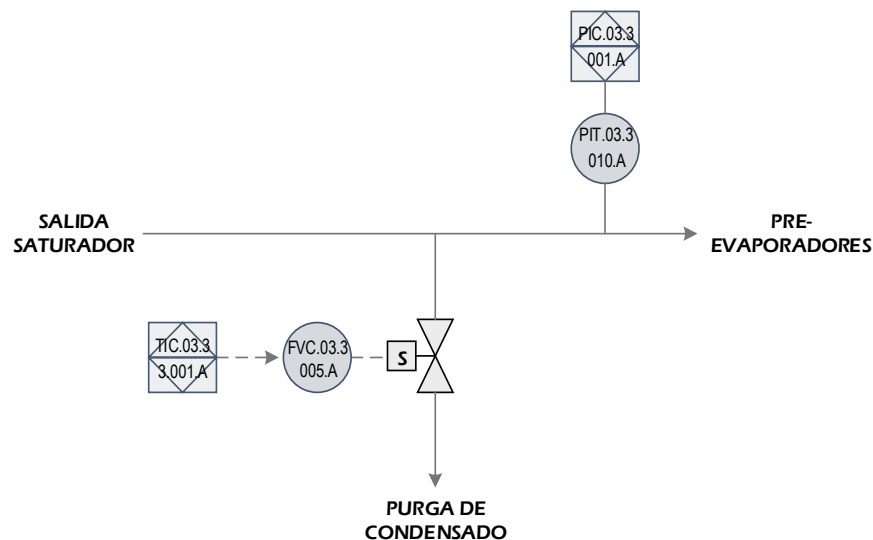 PIC.03.3
001.A
PIT.03.3
010.A
SALIDA
SATURADOR
PRE-
EVAPORADORES
TIC.03.3
3.001.A
FVC.03.3
005.A
S
PURGA DE
CONDENSADO